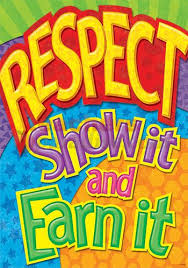 RESPECT
Show it
and
Earn it